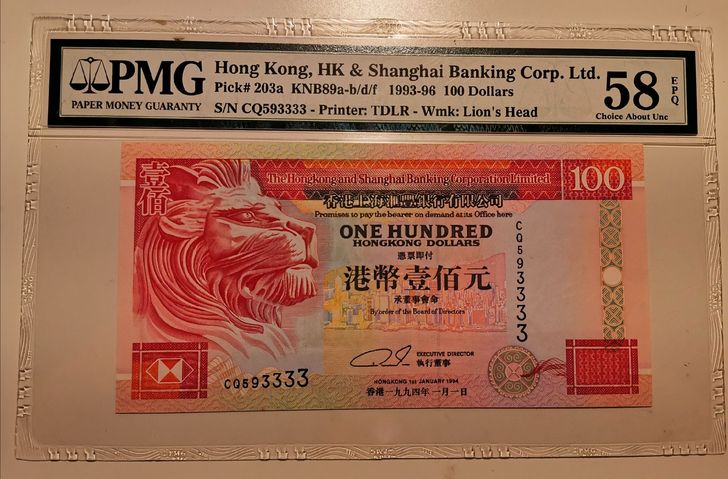 PMG
PAPER MONEY GUARANTY
Hong Kong, HK & Shanghai Banking Corp. Ltd.
Pick# 203a KNB89a-b/d/f 1993-96 100 Dollars
S/N CQ593333 - Printer: TDLR - Wmk: Lion's Head
58
EPQ
Choice About Unc
壹佰
The Hongkong and Shanghai Banking Corporation Limited
100
香港上海滙豐銀行有限公司
Promises to pay the bearer on demand at its Office here
ONE HUNDRED
HONGKONG DOLLARS
憑票即付
港幣壹佰元
承董事會命
By order of the Board of Directors
CQ593333
EXECUTIVE DIRECTOR
執行董事
CQ593333
HONGKONG 1st JANUARY 1994
香港一九九四年一月一日